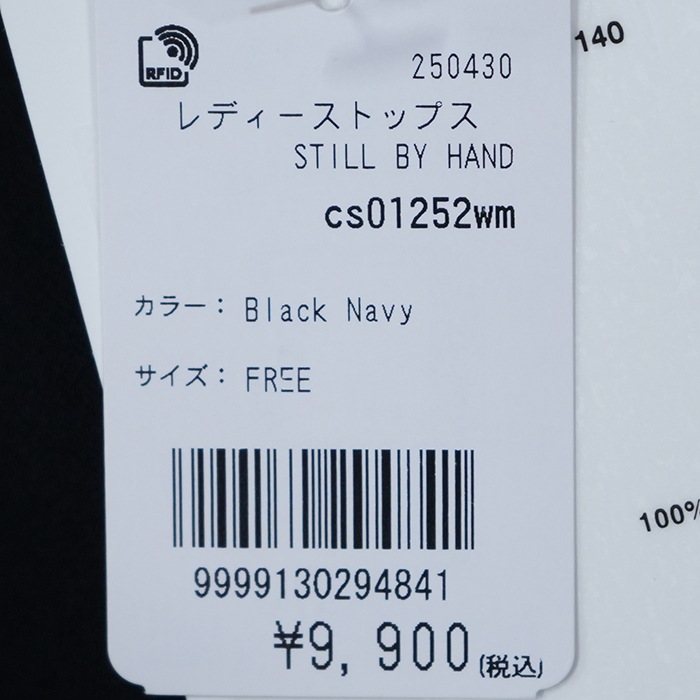 RFID
250430
レディーストップス
STILL BY HAND
cs01252wm
カラー： Black Navy
サイズ： FREE
9999130294841
¥9,900(税込)
140
100%